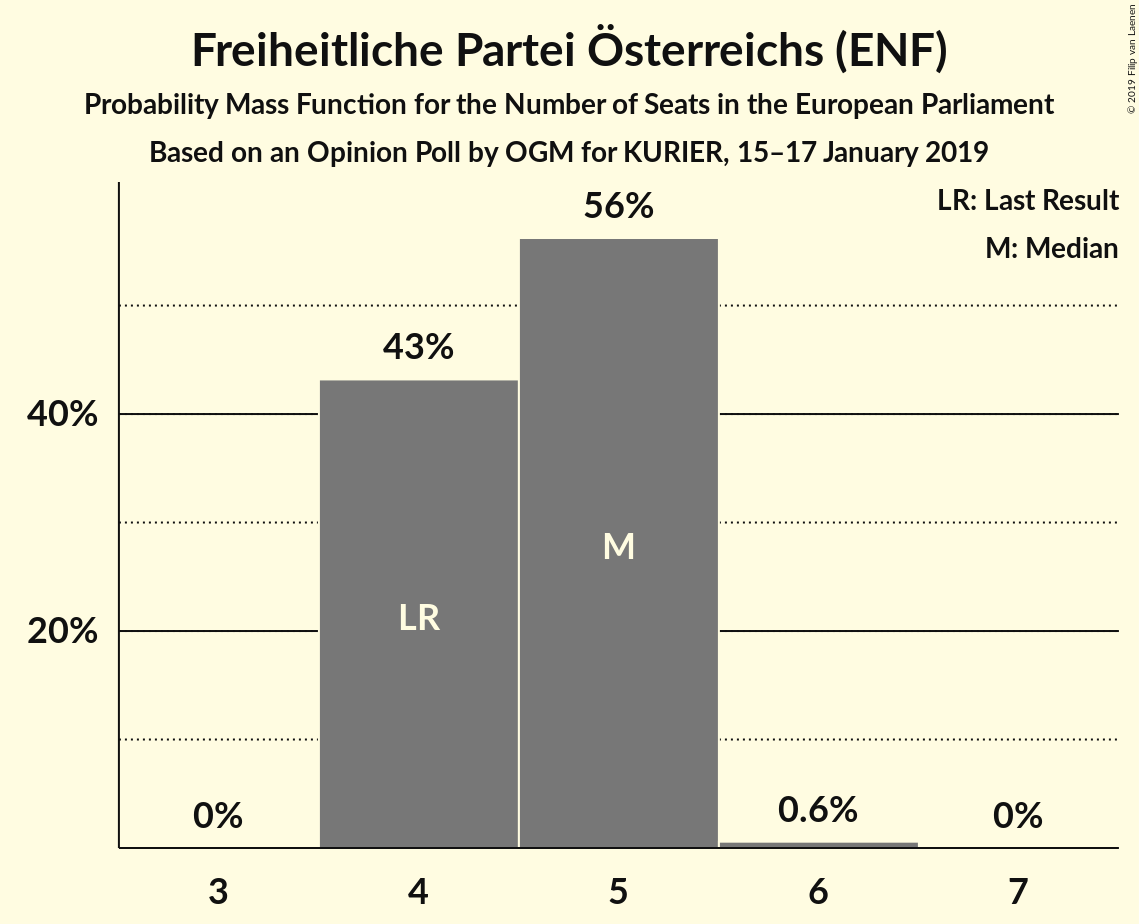 Freiheitliche Partei Österreichs (ENF)
Probability Mass Function for the Number of Seats in the European Parliament
Based on an Opinion Poll by OGM for KURIER, 15–17 January 2019
© 2019 Filip van Laenen
LR: Last Result
M: Median
56%
43%
40%
M
LR
20%
0%
0.6%
0%
3
4
5
6
7